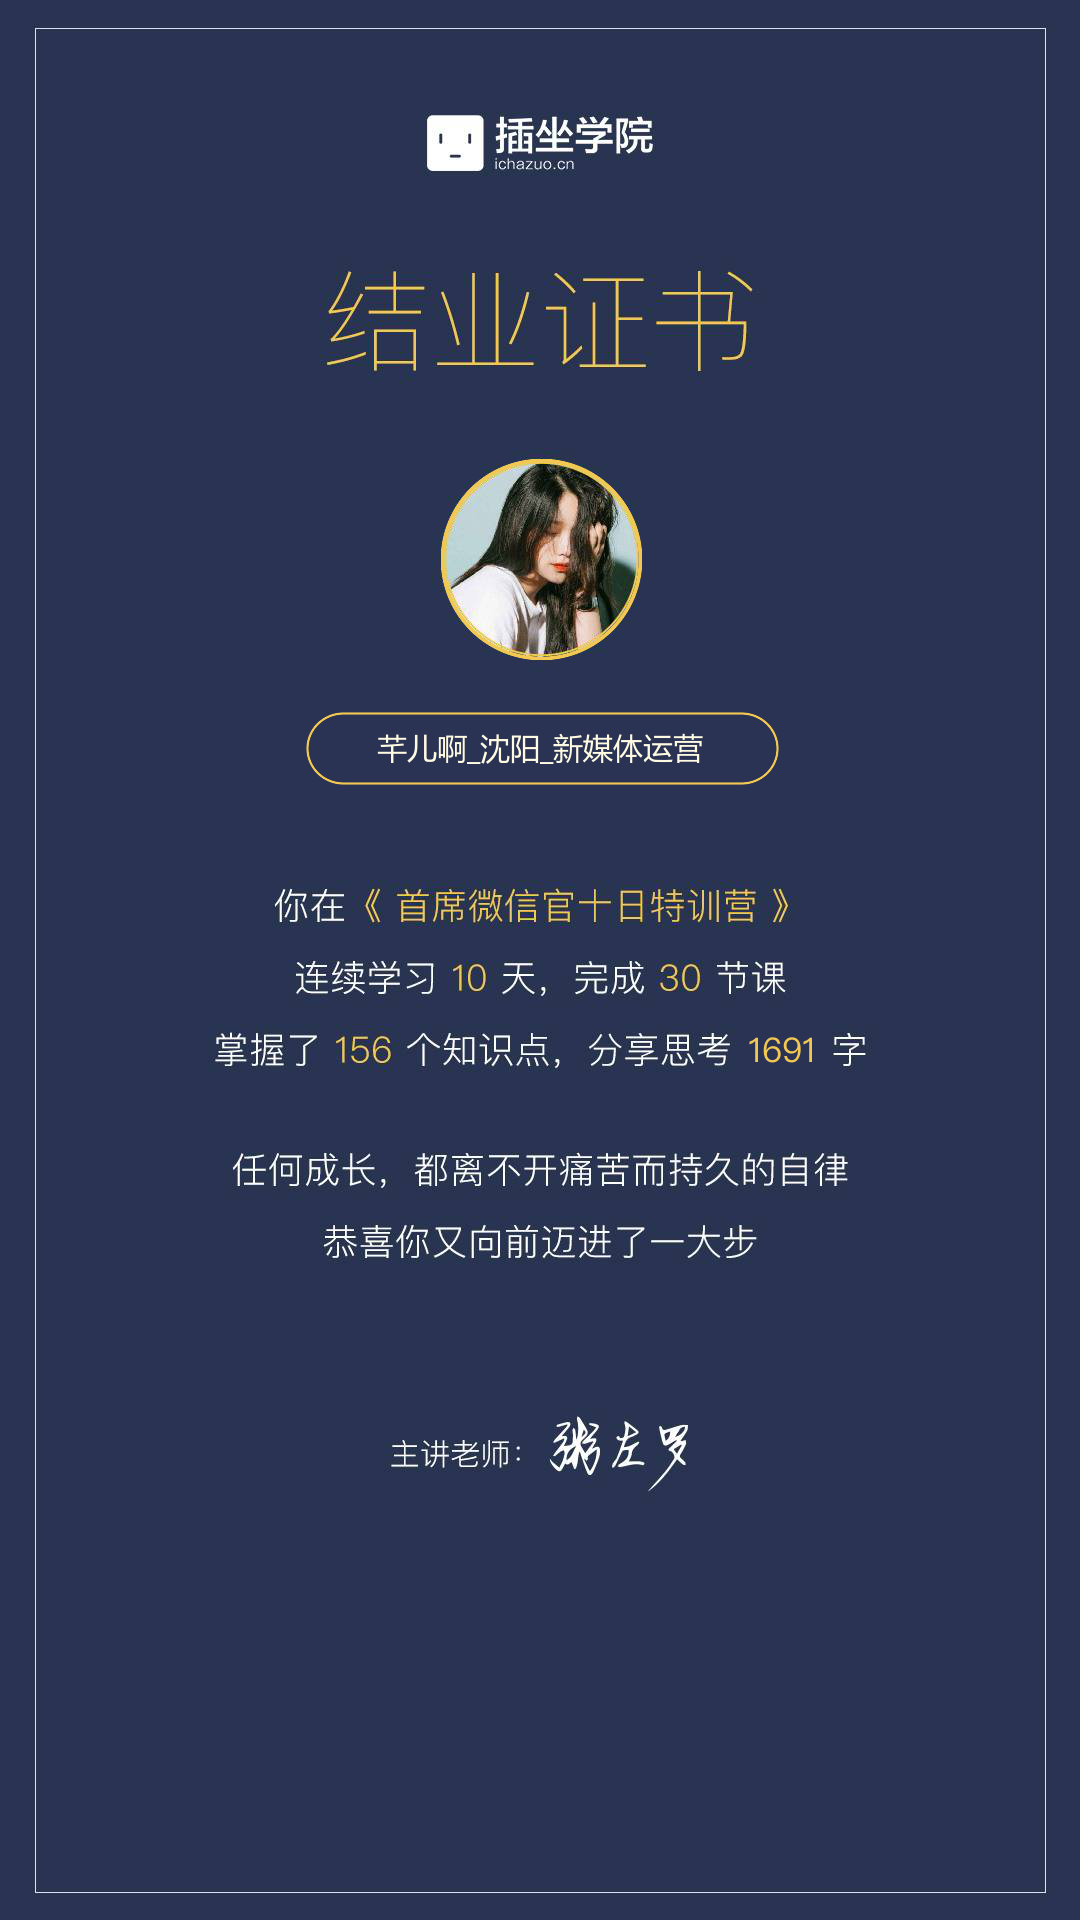 插坐学院
ichazuo.cn
结业证书
芊儿啊_沈阳_新媒体运营
你在《 首席微信官十日特训营 》
连续学习 10 天，完成 30 节课
掌握了 156 个知识点，分享思考 1691 字
任何成长，都离不开痛苦而持久的自律
恭喜你又向前迈进了一大步
主讲老师：粥左罗